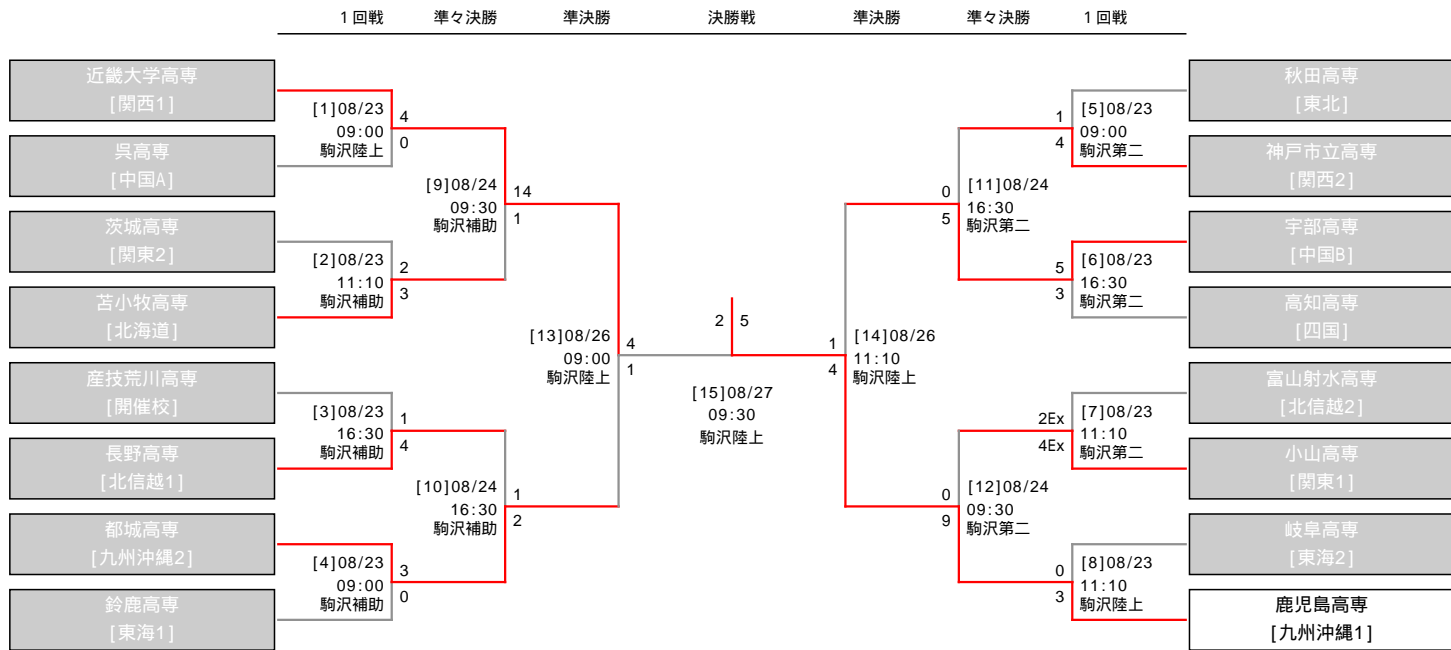 1回戦 準々決勝 準決勝 決勝戦 準決勝 準々決勝 1回戦
近畿大学高専
[関西1]
呉高専
[中国A]
茨城高専
[関東2]
苫小牧高専
[北海道]
産技荒川高専
[開催校]
長野高専
[北信越1]
都城高専
[九州沖縄2]
鈴鹿高専
[東海1]
[1]08/23
09:00
駒沢陸上
4
0
[2]08/23
11:10
駒沢補助
2
3
[3]08/23
16:30
駒沢補助
1
4
[4]08/23
09:00
駒沢補助
3
0
[9]08/24
09:30
駒沢補助
14
1
[10]08/24
16:30
駒沢補助
1
2
[13]08/26
09:00
駒沢陸上
4
1
2 5
[15]08/27
09:30
駒沢陸上
1
4
[14]08/26
11:10
駒沢陸上
0
5
[11]08/24
16:30
駒沢第二
0
9
[12]08/24
09:30
駒沢第二
1
4
[5]08/23
09:00
駒沢第二
5
3
[6]08/23
16:30
駒沢第二
2Ex
4Ex
[7]08/23
11:10
駒沢第二
0
3
[8]08/23
11:10
駒沢陸上
秋田高専
[東北]
神戸市立高専
[関西2]
宇部高専
[中国B]
高知高専
[四国]
富山射水高専
[北信越2]
小山高専
[関東1]
岐阜高専
[東海2]
鹿児島高専
[九州沖縄1]